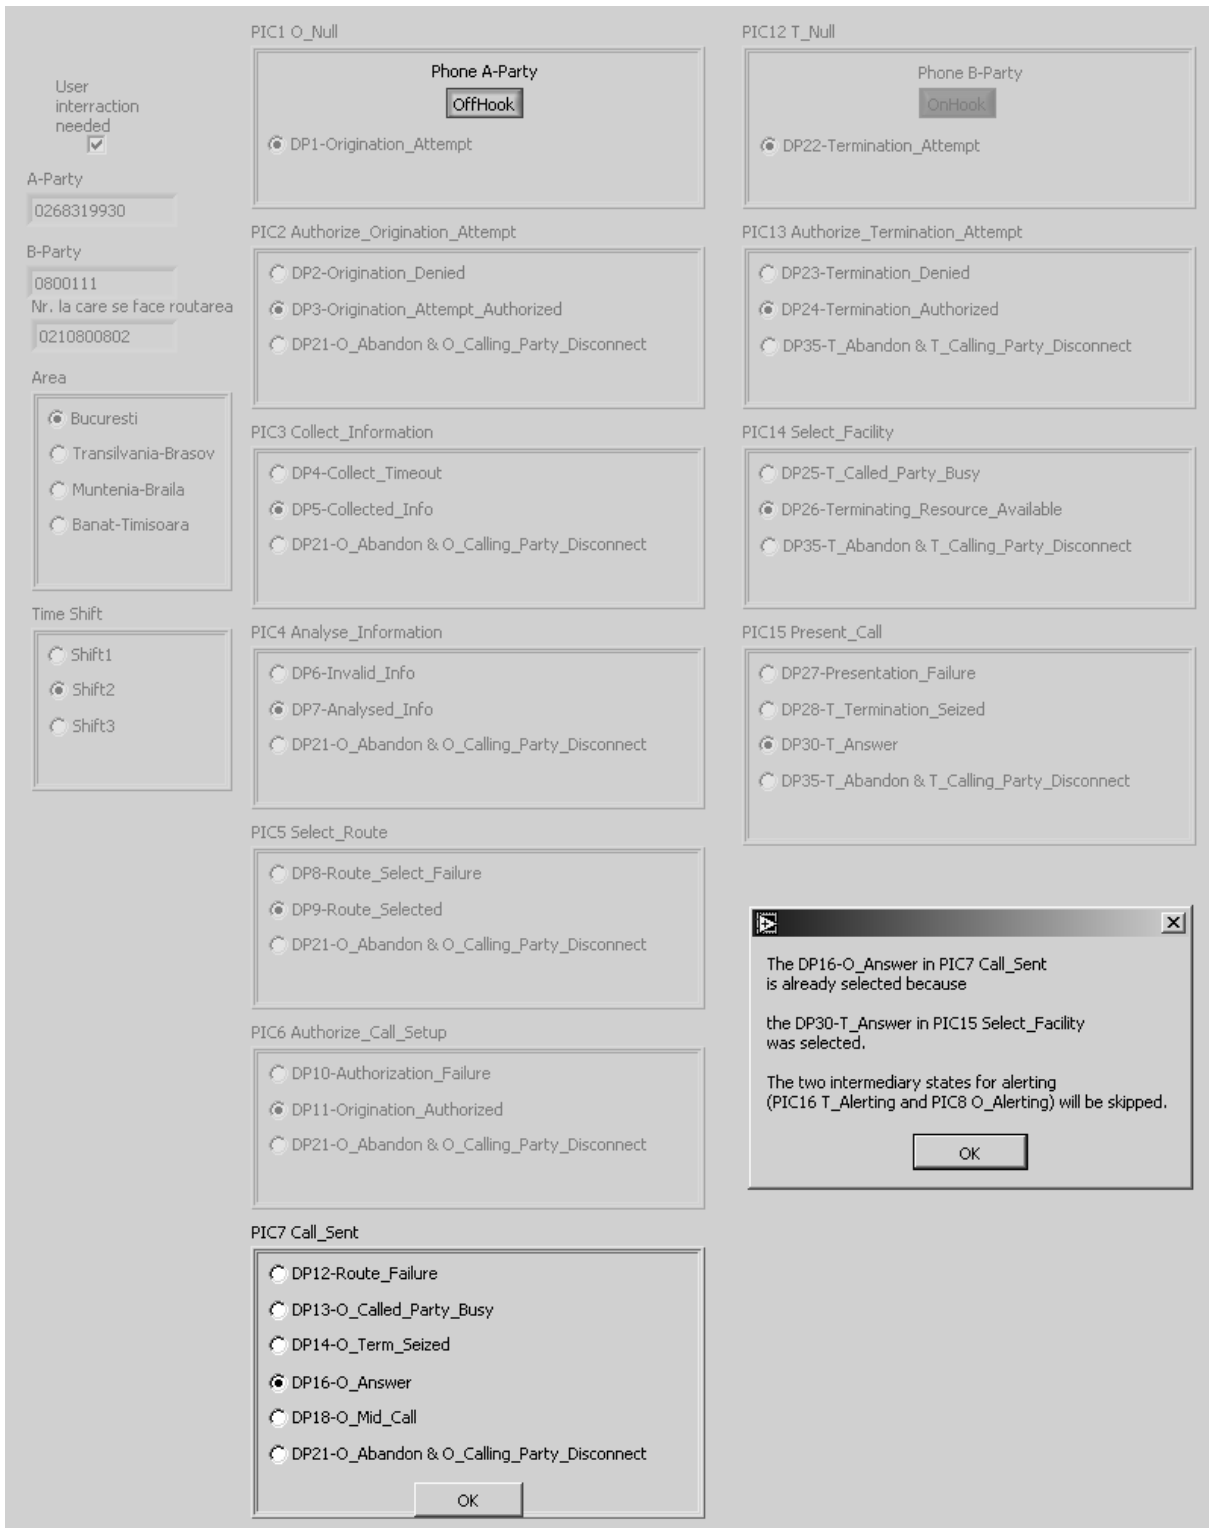 User
interraction
needed
A-Party
0268319930
B-Party
0800111
Nr. la care se face routarea
0210800802
Area
Bucuresti
Transilvania-Brasov
Muntenia-Braila
Banat-Timisoara
Time Shift
Shift1
Shift2
Shift3
PIC1 O_Null
Phone A-Party
OffHook
DP1-Origination_Attempt
PIC2 Authorize_Origination_Attempt
DP2-Origination_Denied
DP3-Origination_Attempt_Authorized
DP21-O_Abandon & O_Calling_Party_Disconnect
PIC3 Collect_Information
DP4-Collect_Timeout
DP5-Collected_Info
DP21-O_Abandon & O_Calling_Party_Disconnect
PIC4 Analyse_Information
DP6-Invalid_Info
DP7-Analysed_Info
DP21-O_Abandon & O_Calling_Party_Disconnect
PIC5 Select_Route
DP8-Route_Select_Failure
DP9-Route_Selected
DP21-O_Abandon & O_Calling_Party_Disconnect
PIC6 Authorize_Call_Setup
DP10-Authorization_Failure
DP11-Origination_Authorized
DP21-O_Abandon & O_Calling_Party_Disconnect
PIC7 Call_Sent
DP12-Route_Failure
DP13-O_Called_Party_Busy
DP14-O_Term_Seized
DP16-O_Answer
DP18-O_Mid_Call
DP21-O_Abandon & O_Calling_Party_Disconnect
OK
PIC12 T_Null
Phone B-Party
OnHook
DP22-Termination_Attempt
PIC13 Authorize_Termination_Attempt
DP23-Termination_Denied
DP24-Termination_Authorized
DP35-T_Abandon & T_Calling_Party_Disconnect
PIC14 Select_Facility
DP25-T_Called_Party_Busy
DP26-Terminating_Resource_Available
DP35-T_Abandon & T_Calling_Party_Disconnect
PIC15 Present_Call
DP27-Presentation_Failure
DP28-T_Termination_Seized
DP30-T_Answer
DP35-T_Abandon & T_Calling_Party_Disconnect
The DP16-O_Answer in PIC7 Call_Sent
is already selected because
the DP30-T_Answer in PIC15 Select_Facility
was selected.
The two intermediary states for alerting
(PIC16 T_Alerting and PIC8 O_Alerting) will be skipped.
OK